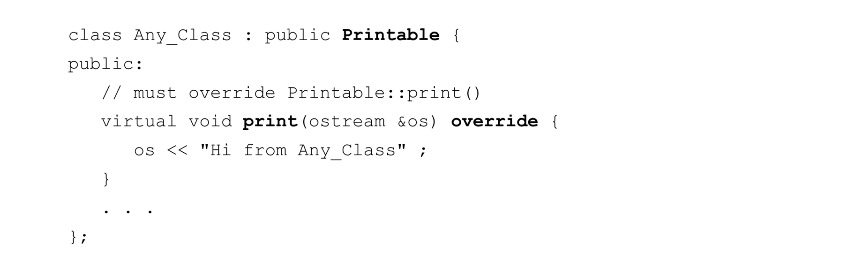 class Any_Class : public Printable {
public:
   // must override Printable::print()
   virtual void print(ostream &os) override {
      os << "Hi from Any_Class" ;
   }
   . . .
};